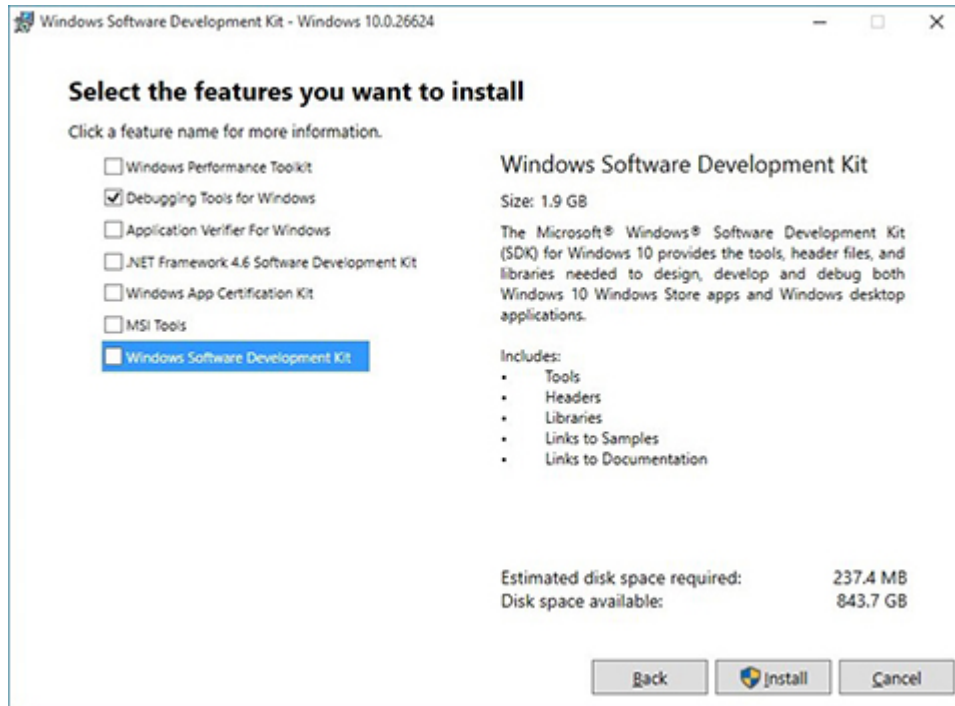 Windows Software Development Kit - Windows 10.0.26624
Select the features you want to install
Click a feature name for more information.
Windows Performance Toolkit
Debugging Tools for Windows
Application Verifier For Windows
.NET Framework 4.6 Software Development Kit
Windows App Certification Kit
MSI Tools
Windows Software Development Kit
Windows Software Development Kit
Size: 1.9 GB
The Microsoft® Windows® Software Development Kit
(SDK) for Windows 10 provides the tools, header files, and
libraries needed to design, develop and debug both
Windows 10 Windows Store apps and Windows desktop
applications.
Includes:
• Tools
• Headers
• Libraries
• Links to Samples
• Links to Documentation
Estimated disk space required: 237.4 MB
Disk space available: 843.7 GB
Back
Install
Cancel